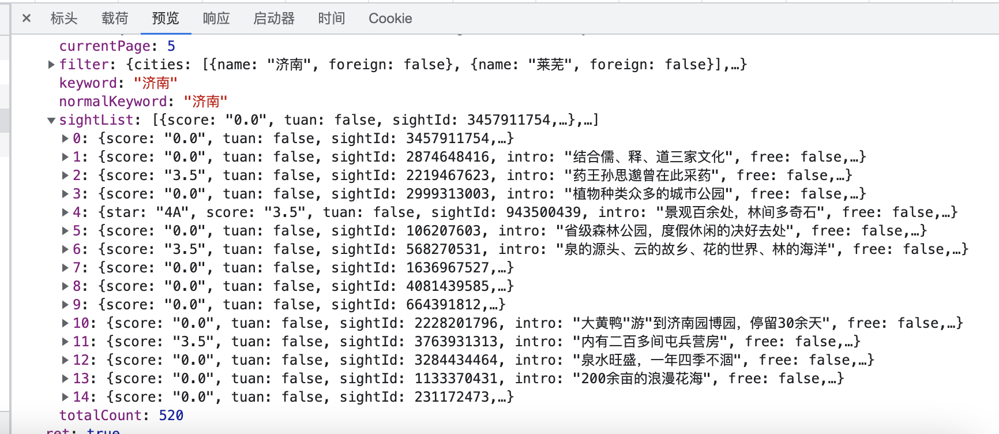 × 标头 载荷 预览 响应 启动器 时间 Cookie
currentPage: 5
▶ filter: {cities: [{name: "济南", foreign: false}, {name: "莱芜", foreign: false}],…}
keyword: "济南"
normalKeyword: "济南"
▼ sightList: [{score: "0.0", tuan: false, sightId: 3457911754,…},…]
▶ 0: {score: "0.0", tuan: false, sightId: 3457911754,…}
▶ 1: {score: "0.0", tuan: false, sightId: 2874648416, intro: "结合儒、释、道三家文化", free: false,…}
▶ 2: {score: "3.5", tuan: false, sightId: 2219467623, intro: "药王孙思邈曾在此采药", free: false,…}
▶ 3: {score: "0.0", tuan: false, sightId: 2999313003, intro: "植物种类众多的城市公园", free: false,…}
▶ 4: {star: "4A", score: "3.5", tuan: false, sightId: 943500439, intro: "景观百余处，林间多奇石", free: false,…}
▶ 5: {score: "0.0", tuan: false, sightId: 106207603, intro: "省级森林公园，度假休闲的决好去处", free: false,…}
▶ 6: {score: "3.5", tuan: false, sightId: 568270531, intro: "泉的源头、云的故乡、花的世界、林的海洋", free: false,…}
▶ 7: {score: "0.0", tuan: false, sightId: 1636967527,…}
▶ 8: {score: "0.0", tuan: false, sightId: 4081439585,…}
▶ 9: {score: "0.0", tuan: false, sightId: 664391812,…}
▶ 10: {score: "0.0", tuan: false, sightId: 2228201796, intro: "大黄鸭"游"到济南园博园，停留30余天", free: false,…}
▶ 11: {score: "3.5", tuan: false, sightId: 3763931313, intro: "内有二百多间屯兵营房", free: false,…}
▶ 12: {score: "0.0", tuan: false, sightId: 3284434464, intro: "泉水旺盛，一年四季不涸", free: false,…}
▶ 13: {score: "0.0", tuan: false, sightId: 1133370431, intro: "200余亩的浪漫花海", free: false,…}
▶ 14: {score: "0.0", tuan: false, sightId: 231172473,…}
totalCount: 520
ret: true